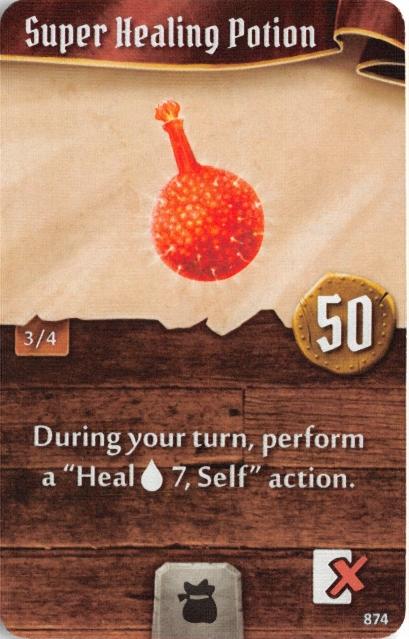 Super Healing Potion
50
3/4
During your turn, perform
a “Heal 7, Self” action.
874